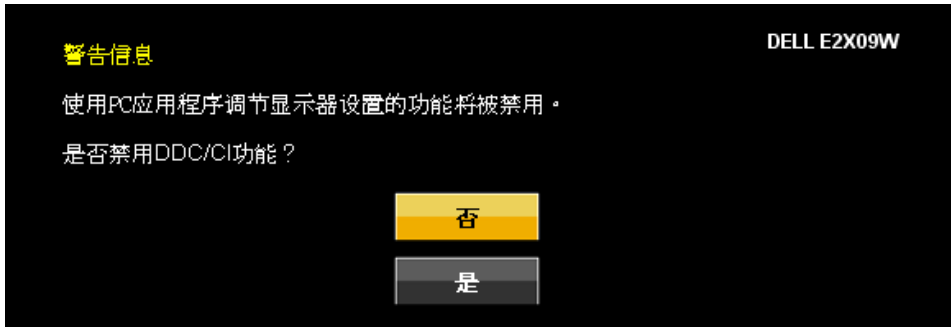 DELL E2X09W
警告信息
使用PC应用程序调节显示器设置的功能将被禁用。
是否禁用DDC/CI功能？
否
是